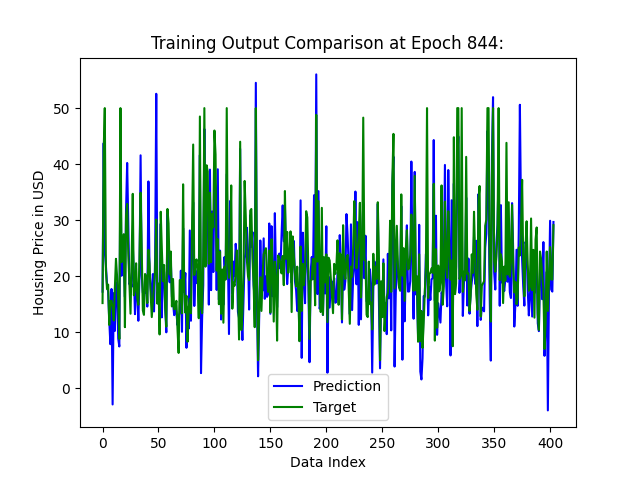 Training Output Comparison at Epoch 844:
Housing Price in USD
50
40
30
20
10
0
Prediction
Target
0 50 100 150 200 250 300 350 400
Data Index